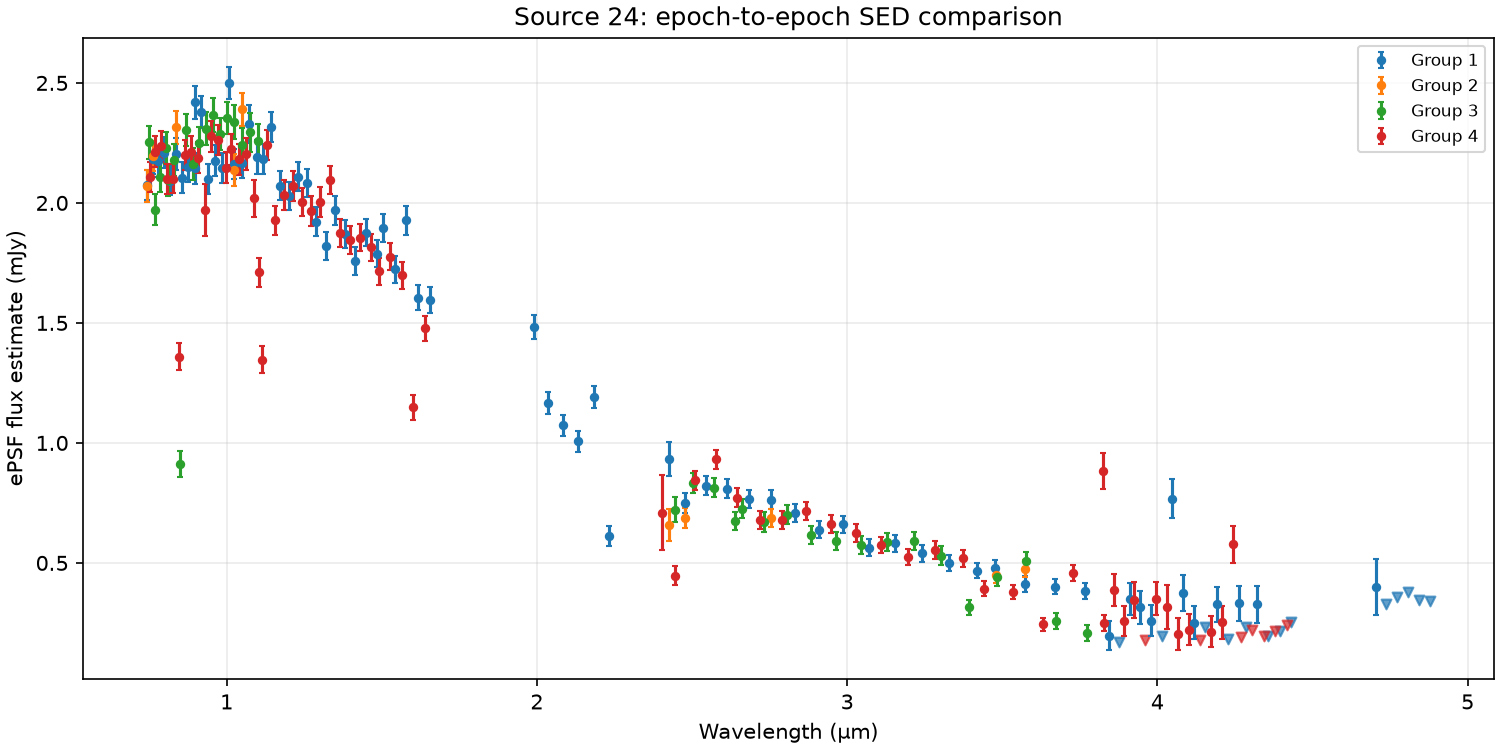 Source 24: epoch-to-epoch SED comparison
ePSF flux estimate (mJy)
2.5
2.0
1.5
1.0
0.5
Group 1
Group 2
Group 3
Group 4
1
2
3
4
5
Wavelength (μm)